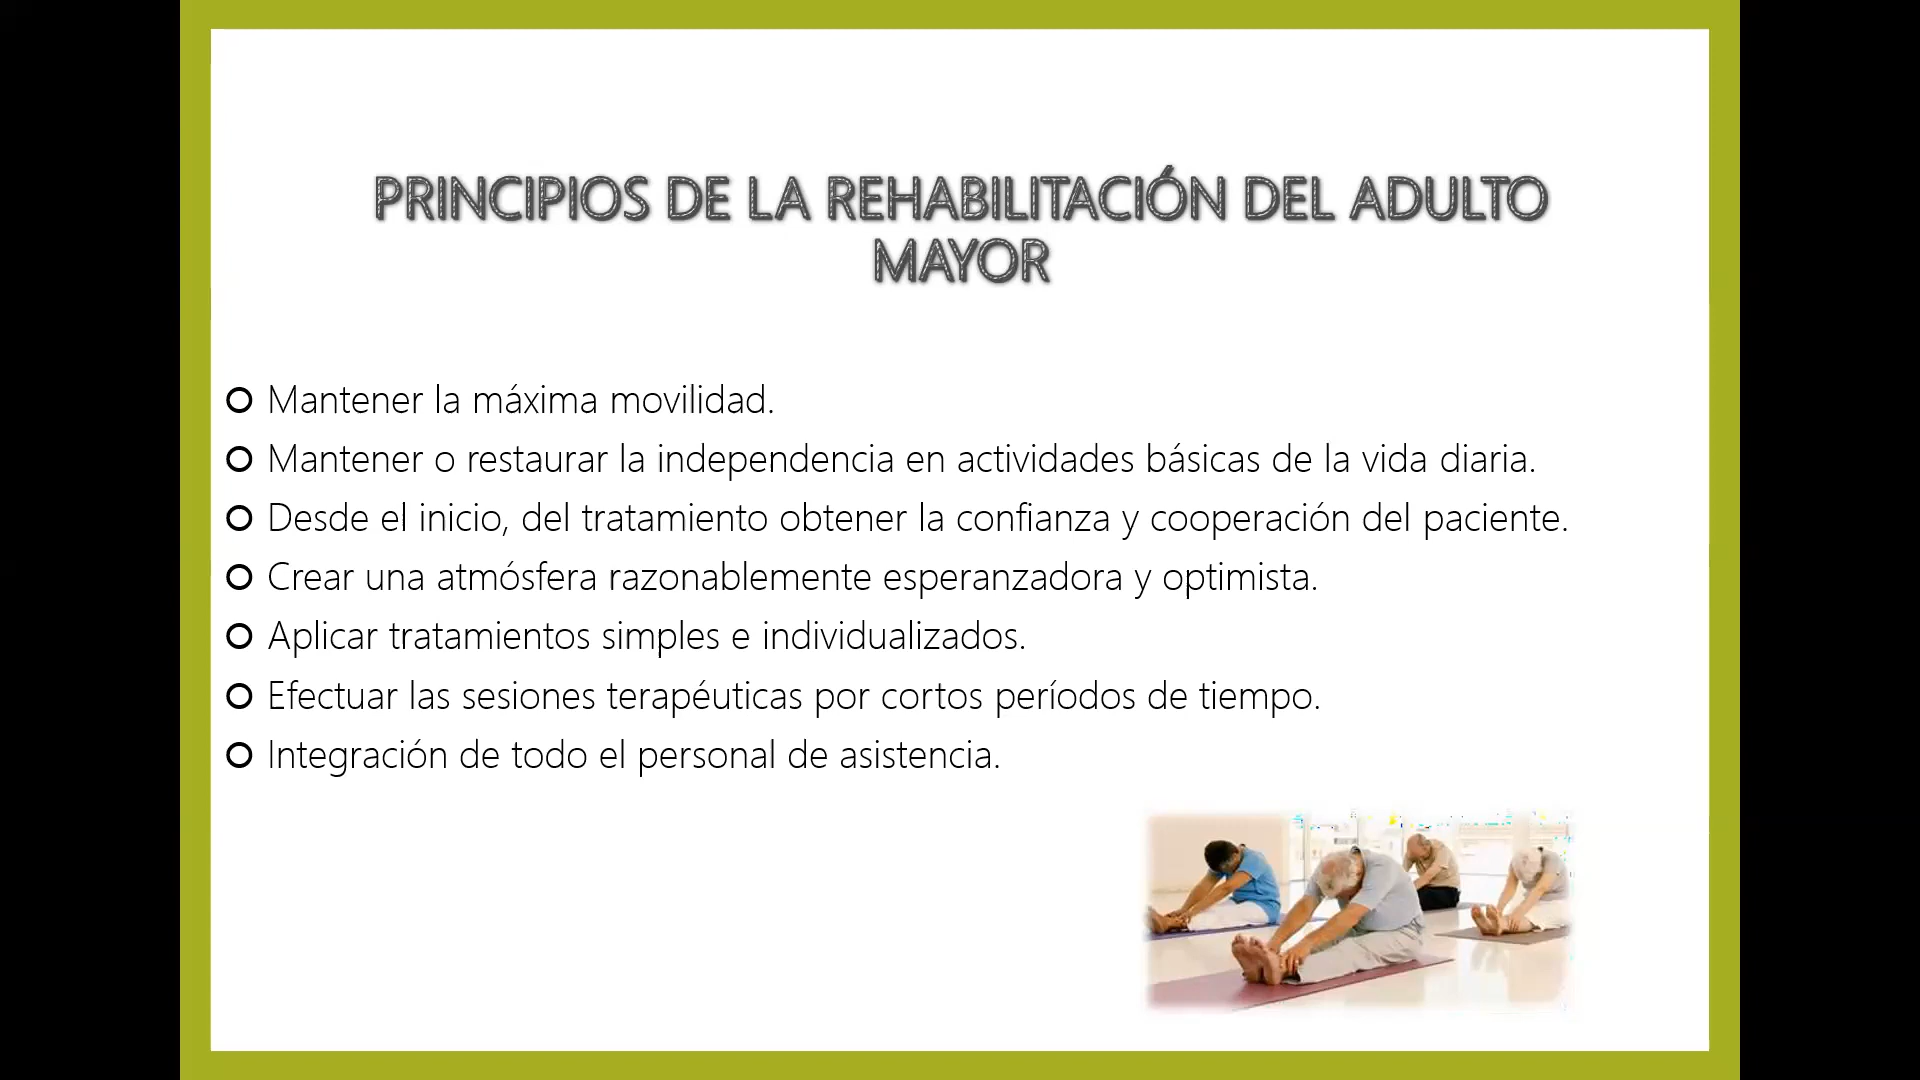 PRINCIPIOS DE LA REHABILITACIÓN DEL ADULTO
MAYOR
Mantener la máxima movilidad.
Mantener o restaurar la independencia en actividades básicas de la vida diaria.
Desde el inicio, del tratamiento obtener la confianza y cooperación del paciente.
Crear una atmósfera razonablemente esperanzadora y optimista.
Aplicar tratamientos simples e individualizados.
Efectuar las sesiones terapéuticas por cortos períodos de tiempo.
Integración de todo el personal de asistencia.